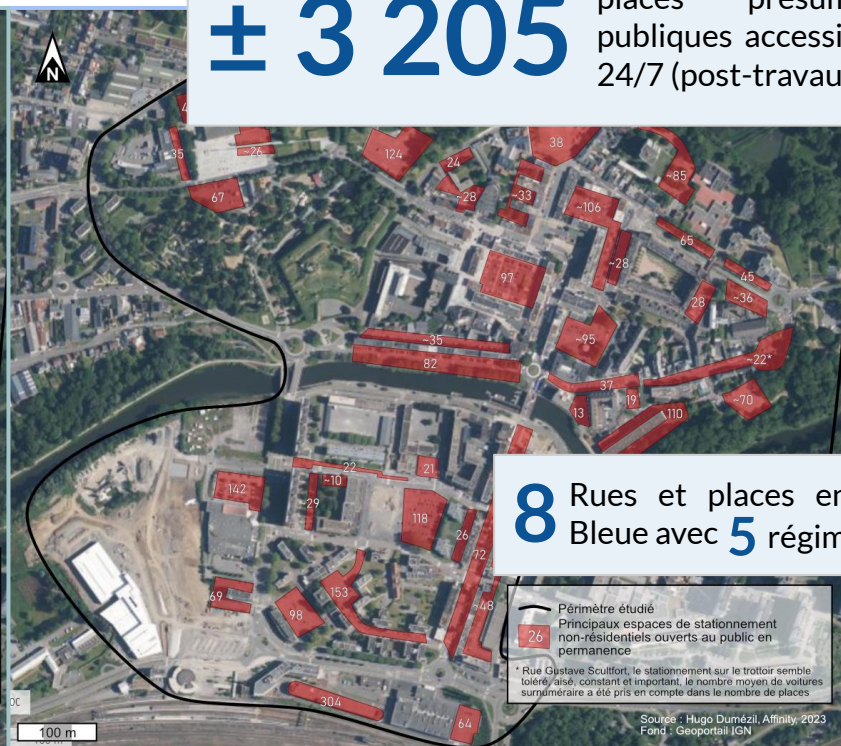 ± 3 205
places présum
publiques accessi
24/7 (post-travau
N
~35
~26
67
124
24
~28
38
~33
~85
~106
~28
65
45
~36
28
97
~95
~35
82
37
19
13
~22*
~70
110
22
21
~10
~29
142
118
26
72
~48
69
98
153
304
64
8 Rues et places en
Bleue avec 5 régim
Périmètre étudié
26
Principaux espaces de stationnement
non-résidentiels ouverts au public en
permanence
* Rue Gustave Scultfort, le stationnement sur le trottoir semble
toléré, aisé, constant et important, le nombre moyen de voitures
surnuméraire a été pris en compte dans le nombre de places
Source : Hugo Dumézil, Affinity, 2023
Fond : Geoportail IGN
100 m